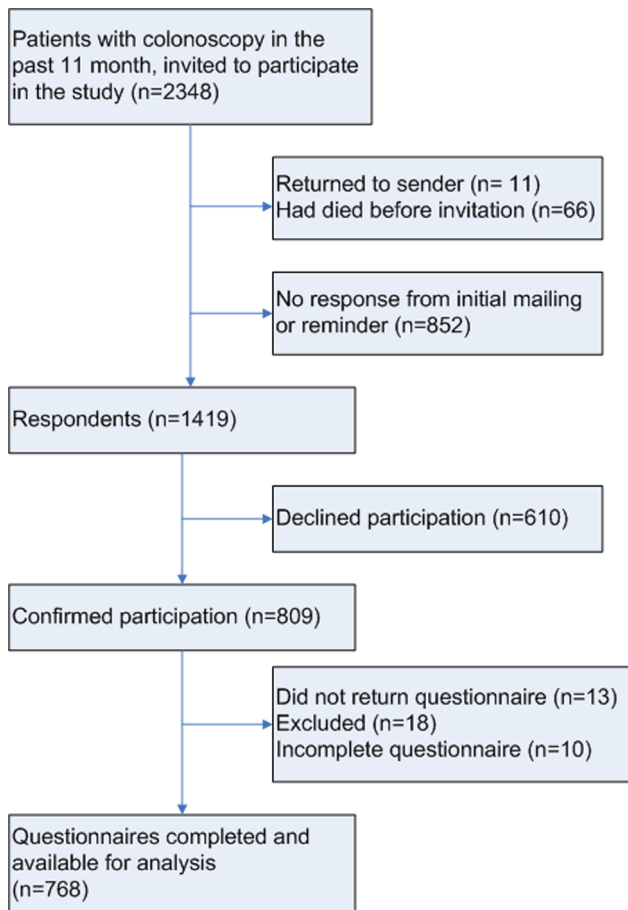 Patients with colonoscopy in the
past 11 month, invited to participate
in the study (n=2348)
Returned to sender (n= 11)
Had died before invitation (n=66)
No response from initial mailing
or reminder (n=852)
Respondents (n=1419)
Declined participation (n=610)
Confirmed participation (n=809)
Did not return questionnaire (n=13)
Excluded (n=18)
Incomplete questionnaire (n=10)
Questionnaires completed and
available for analysis
(n=768)